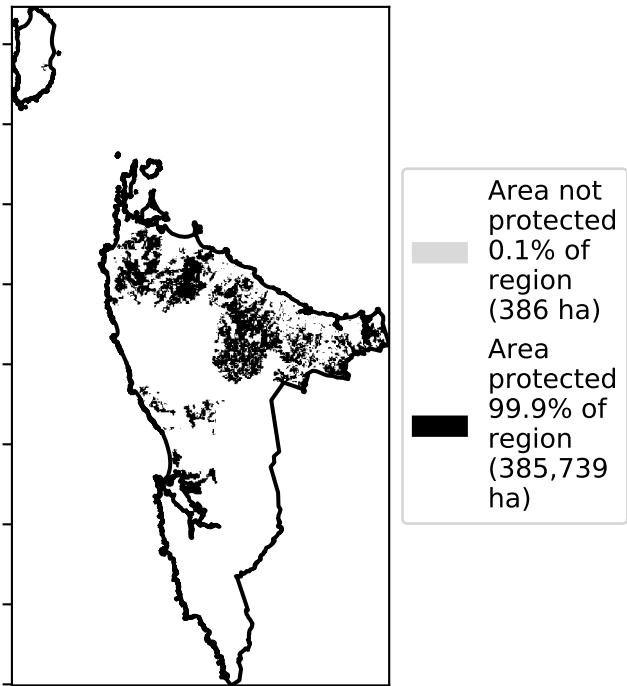 Area not
protected
0.1% of
region
(386 ha)
Area
protected
99.9% of
region
(385,739
ha)